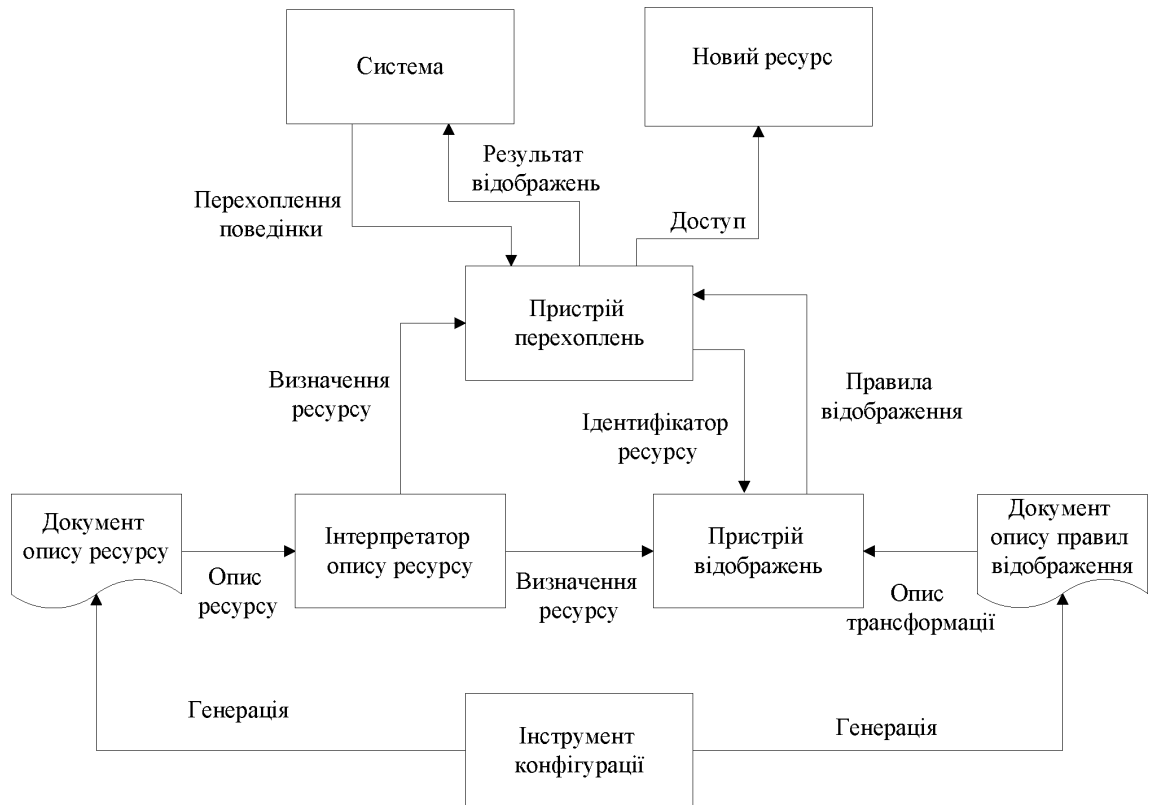 Система
Новий ресурс
Результат
відображень
Перехоплення
поведінки
Доступ
Пристрій
перехоплень
Визначення
ресурсу
Правила
відображення
Ідентифікатор
ресурсу
Документ
опису ресурсу
Інтерпретатор
опису ресурсу
Пристрій
відображень
Документ
опису правил
відображення
Опис
ресурсу
Визначення
ресурсу
Опис
трансформації
Генерація
Генерація
Інструмент
конфігурації